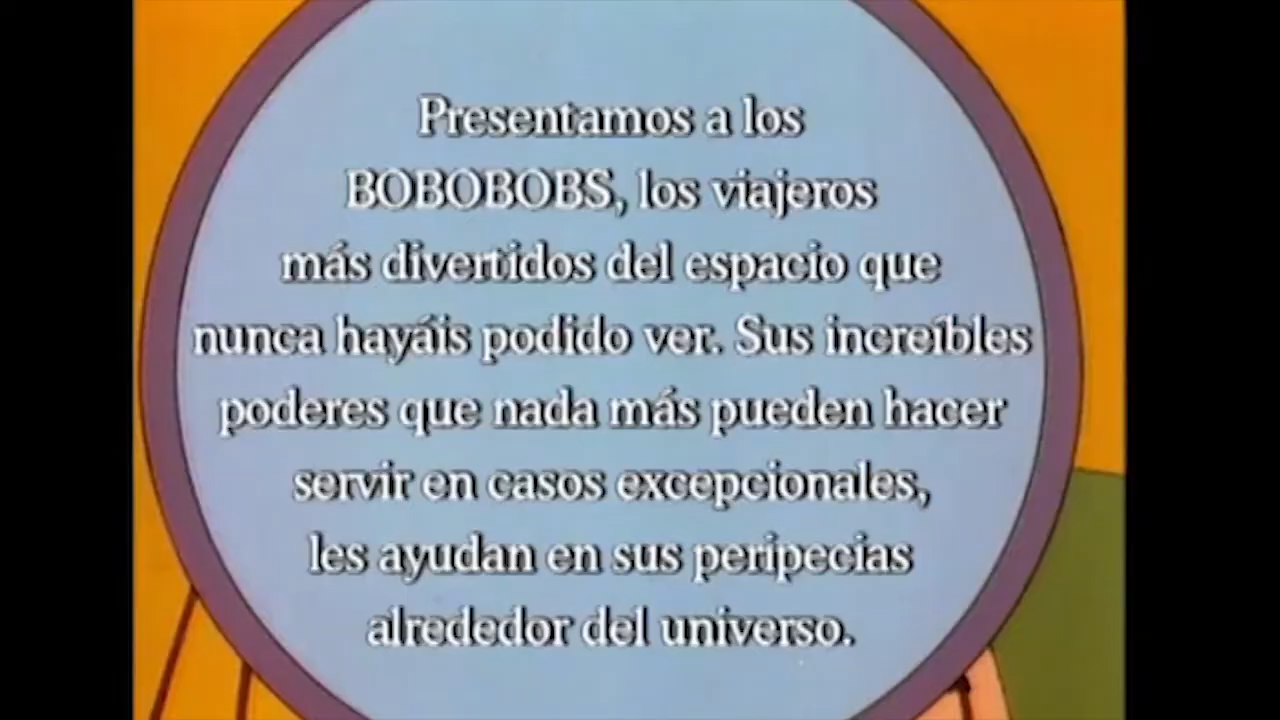 Presentamos a los
BOBOBOBS, los viajeros
más divertidos del espacio que
nunca hayáis podido ver. Sus increíbles
poderes que nada más pueden hacer
servir en casos excepcionales,
les ayudan en sus peripecias
alrededor del universo.